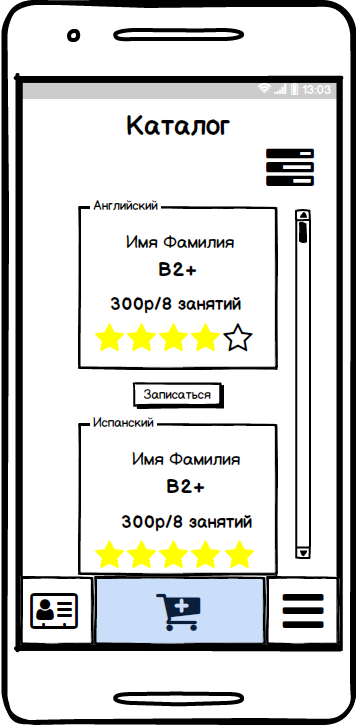 13:03
Каталог
Английский
Имя Фамилия
B2+
300р/8 занятий
Записаться
Испанский
Имя Фамилия
B2+
300р/8 занятий